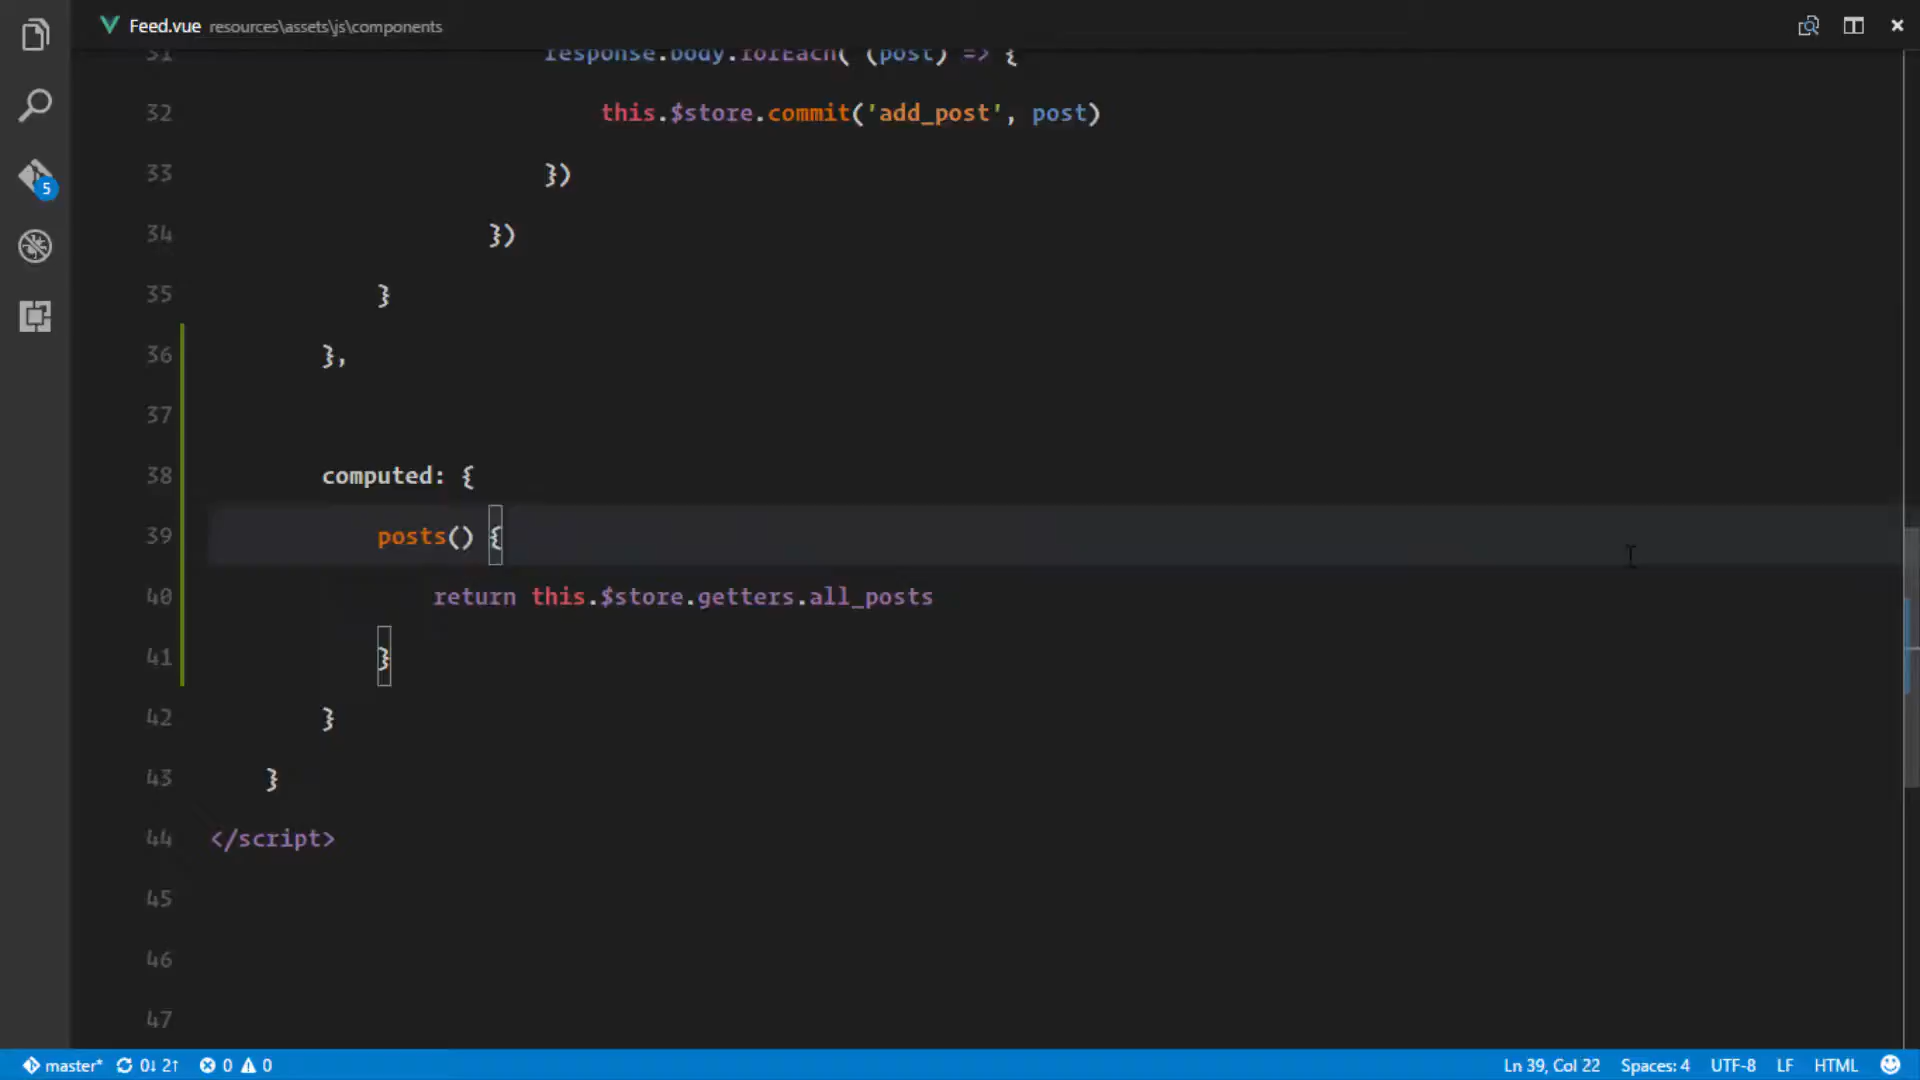 Feed.vue resources\assets\js\components
31 response.body.forEach( (post) => {
32 this.$store.commit('add_post', post)
33 })
34 })
35 }
36 },
37
38 computed: {
39 posts() {
40 return this.$store.getters.all_posts
41 }
42 }
43 }
44 </script>
45
46
47
5
master* 0↓ 2↑ 0 0 Ln 39, Col 22 Spaces: 4 UTF-8 LF HTML